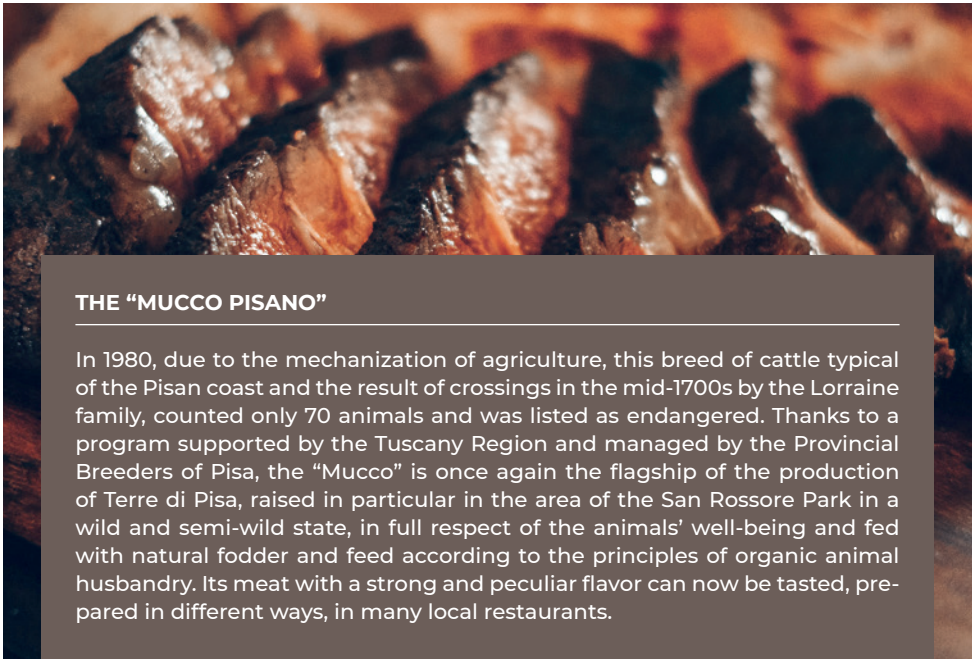 THE “MUCCO PISANO”
In 1980, due to the mechanization of agriculture, this breed of cattle typical
of the Pisan coast and the result of crossings in the mid-1700s by the Lorraine
family, counted only 70 animals and was listed as endangered. Thanks to a
program supported by the Tuscany Region and managed by the Provincial
Breeders of Pisa, the “Mucco” is once again the flagship of the production
of Terre di Pisa, raised in particular in the area of the San Rossore Park in a
wild and semi-wild state, in full respect of the animals’ well-being and fed
with natural fodder and feed according to the principles of organic animal
husbandry. Its meat with a strong and peculiar flavor can now be tasted, pre-
pared in different ways, in many local restaurants.